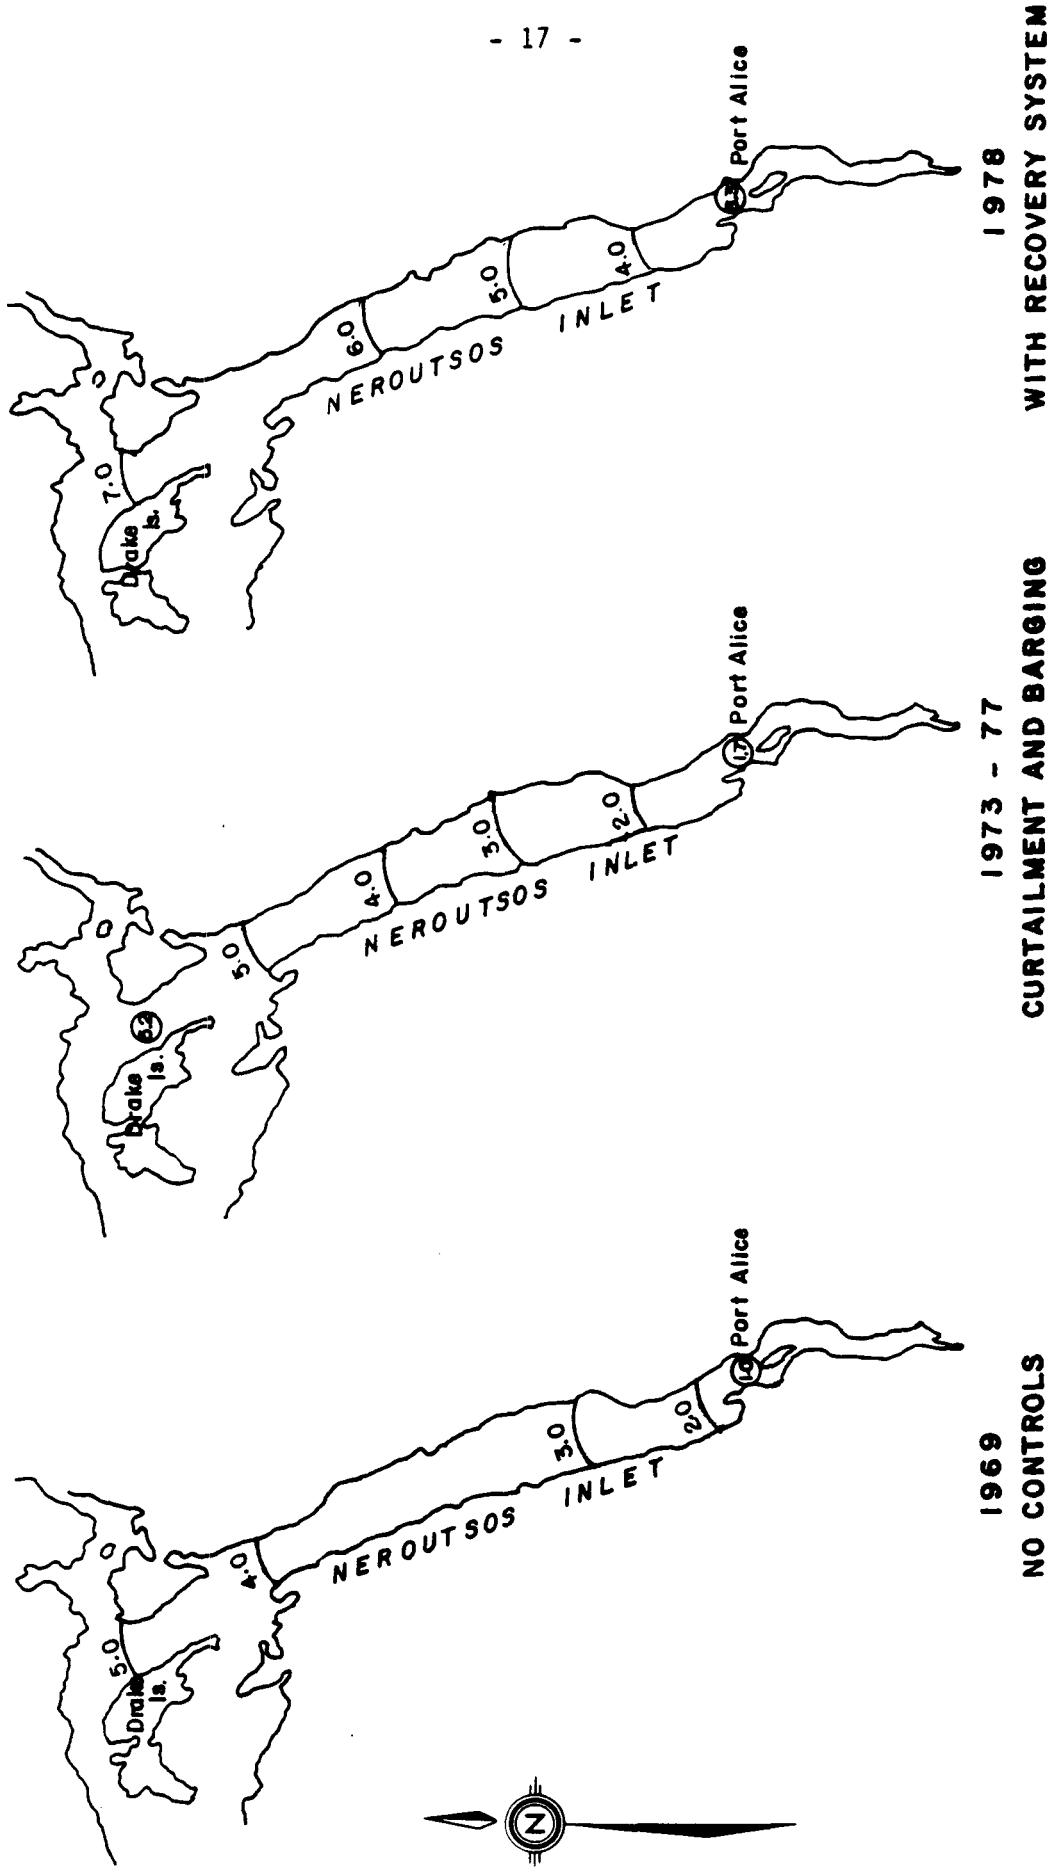 - 17 -
5.0
Drake
Is.
4.0
NEROUTSOS INLET
3.0
2.0
1.0
Port Alice
1969
NO CONTROLS
Drake
Is.
5.0
4.0
NEROUTSOS INLET
3.0
2.0
1.7
Port Alice
1973 - 77
CURTAILMENT AND BARGING
7.0
Drake
Is.
6.0
NEROUTSOS INLET
5.0
4.0
Port Alice
1978
WITH RECOVERY SYSTEM
N